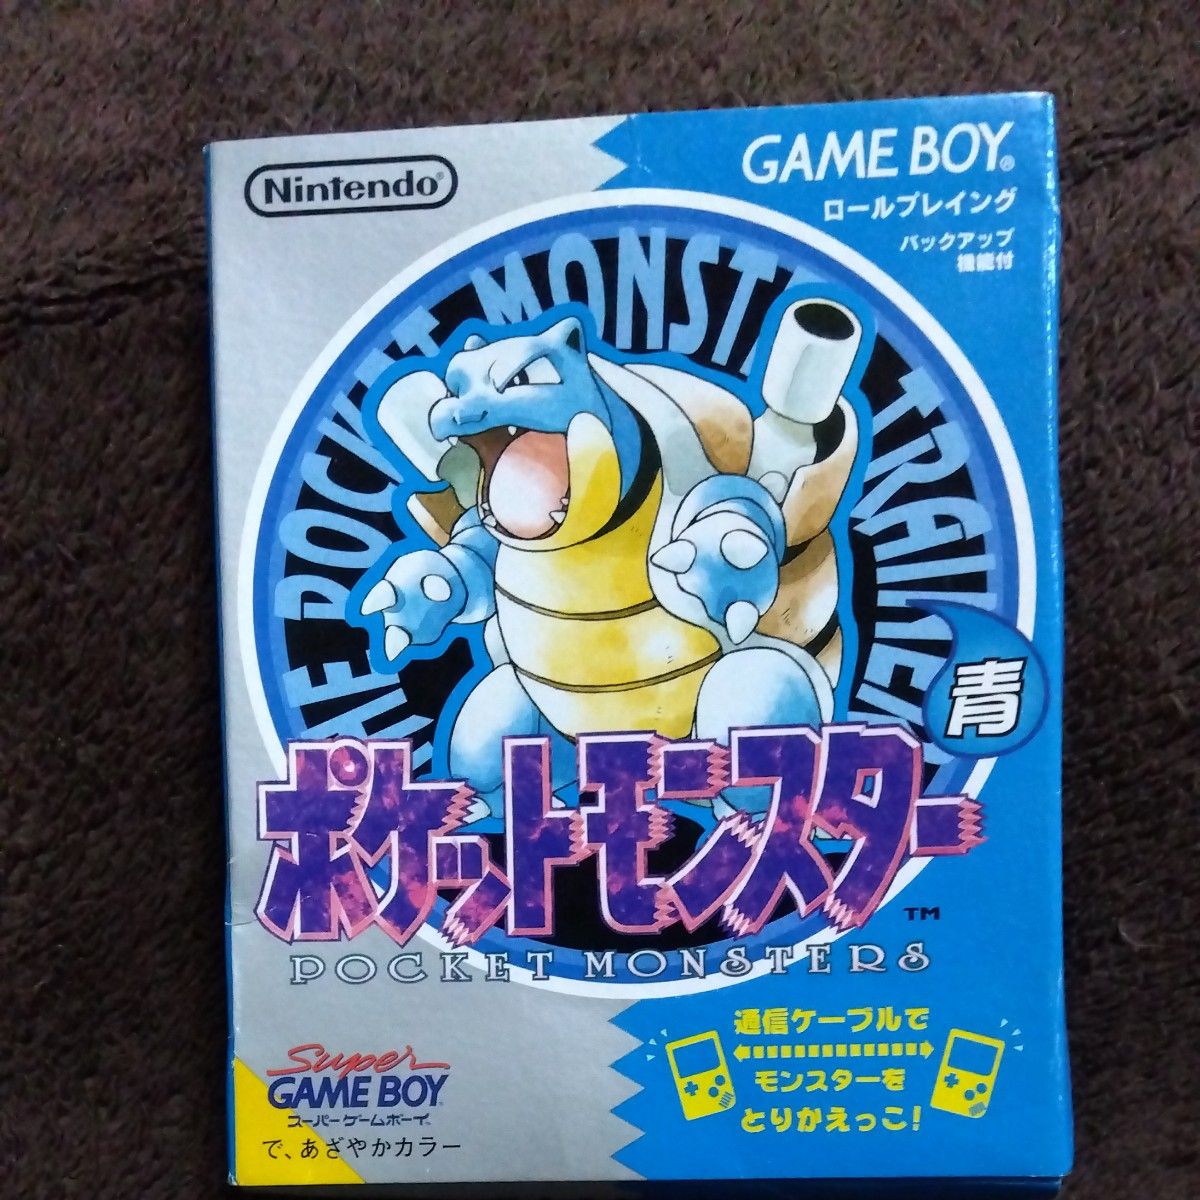 Nintendo®
GAME BOY®
ロールプレイング
バックアップ
機能付
THE POCKET MONSTER TRAINER
青
ポケットモンスター
TM
POCKET MONSTERS
通信ケーブルで
モンスターを
とりかえっこ!
Super
GAME BOY
スーパーゲームボーイ
で、あざやかカラー